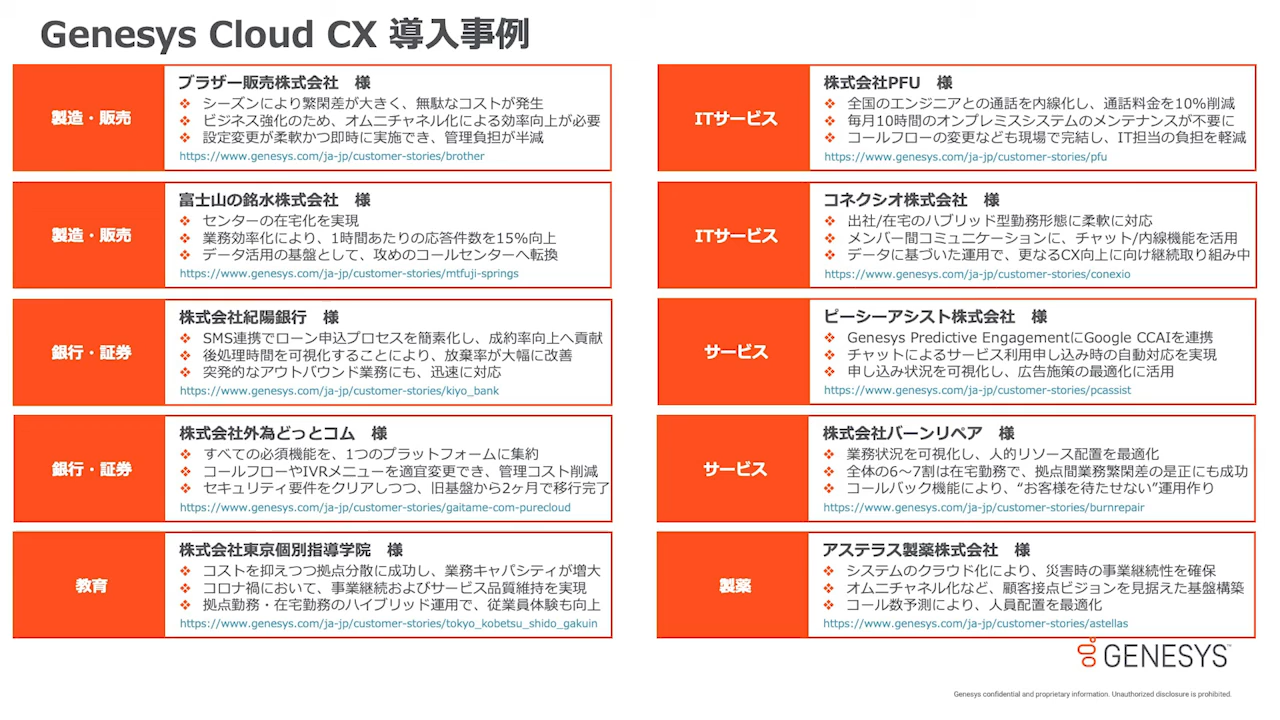 Genesys Cloud CX 導入事例
製造・販売
ブラザー販売株式会社　様
❖ シーズンにより繁閑差が大きく、無駄なコストが発生
❖ ビジネス強化のため、オムニチャネル化による効率向上が必要
❖ 設定変更が柔軟かつ即時に実施でき、管理負担が半減
https://www.genesys.com/ja-jp/customer-stories/brother
製造・販売
富士山の銘水株式会社　様
❖ センターの在宅化を実現
❖ 業務効率化により、1時間あたりの応答件数を15%向上
❖ データ活用の基盤として、攻めのコールセンターへ転換
https://www.genesys.com/ja-jp/customer-stories/mtfuji-springs
銀行・証券
株式会社紀陽銀行　様
❖ SMS連携でローン申込プロセスを簡素化し、成約率向上へ貢献
❖ 後処理時間を可視化することにより、放棄率が大幅に改善
❖ 突発的なアウトバウンド業務にも、迅速に対応
https://www.genesys.com/ja-jp/customer-stories/kiyo_bank
銀行・証券
株式会社外為どっとコム　様
❖ すべての必須機能を、1つのプラットフォームに集約
❖ コールフローやIVRメニューを適宜変更でき、管理コスト削減
❖ セキュリティ要件をクリアしつつ、旧基盤から2ヶ月で移行完了
https://www.genesys.com/ja-jp/customer-stories/gaitame-com-purecloud
教育
株式会社東京個別指導学院　様
❖ コストを抑えつつ拠点分散に成功し、業務キャパシティが増大
❖ コロナ禍において、事業継続およびサービス品質維持を実現
❖ 拠点勤務・在宅勤務のハイブリッド運用で、従業員体験も向上
https://www.genesys.com/ja-jp/customer-stories/tokyo_kobetsu_shido_gakuin
ITサービス
株式会社PFU　様
❖ 全国のエンジニアとの通話を内線化し、通話料金を10%削減
❖ 毎月10時間のオンプレミスシステムのメンテナンスが不要に
❖ コールフローの変更なども現場で完結し、IT担当の負担を軽減
https://www.genesys.com/ja-jp/customer-stories/pfu
ITサービス
コネクシオ株式会社　様
❖ 出社/在宅のハブリッド型勤務形態に柔軟に対応
❖ メンバー間コミュニケーションに、チャット/内線機能を活用
❖ データに基づいた運用で、更なるCX向上に向け継続取り組み中
https://www.genesys.com/ja-jp/customer-stories/conexio
サービス
ピーシーアシスト株式会社　様
❖ Genesys Predictive EngagementにGoogle CCAIを連携
❖ チャットによるサービス利用申し込み時の自動対応を実現
❖ 申し込み状況を可視化し、広告施策の最適化に活用
https://www.genesys.com/ja-jp/customer-stories/pcassist
サービス
株式会社バーンリペア　様
❖ 業務状況を可視化し、人的リソース配置を最適化
❖ 全体の6〜7割は在宅勤務で、拠点間業務繁閑差の是正にも成功
❖ コールバック機能により、“お客様を待たせない”運用作り
https://www.genesys.com/ja-jp/customer-stories/burnrepair
製薬
アステラス製薬株式会社　様
❖ システムのクラウド化により、災害時の事業継続性を確保
❖ オムニチャネル化など、顧客接点ビジョンを見据えた基盤構築
❖ コール数予測により、人員配置を最適化
https://www.genesys.com/ja-jp/customer-stories/astellas
GENESYS™
Genesys confidential and proprietary information. Unauthorized disclosure is prohibited.